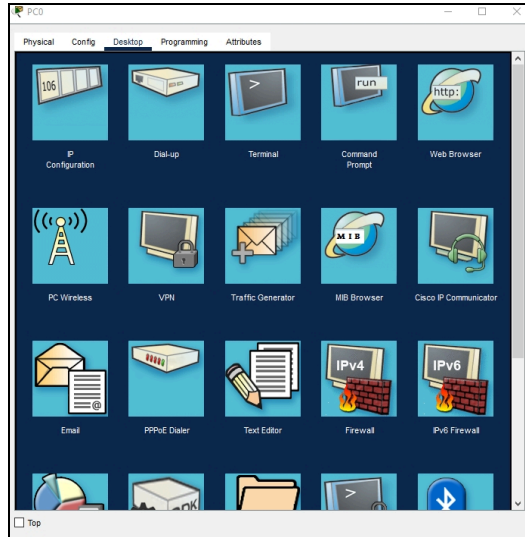 PC0
Physical Config Desktop Programming Attributes
106
>
run
http:
IP
Configuration
Dial-up
Terminal
Command
Prompt
Web Browser
MIB
PC Wireless
VPN
Traffic Generator
MIB Browser
Cisco IP Communicator
@
IPv4
IPv6
Email
PPPoE Dialer
Text Editor
Firewall
IPv6 Firewall
>
Top